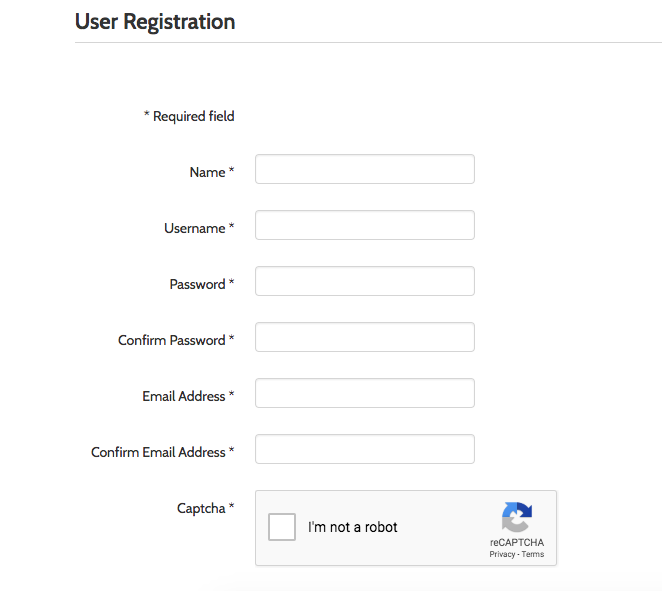 User Registration
* Required field
Name *
Username *
Password *
Confirm Password *
Email Address *
Confirm Email Address *
Captcha *
I'm not a robot
reCAPTCHA
Privacy - Terms